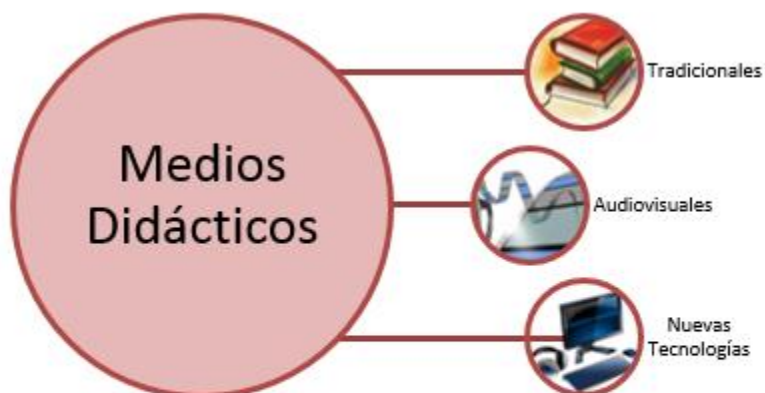 Medios
Didácticos
Tradicionales
Audiovisuales
Nuevas
Tecnologías